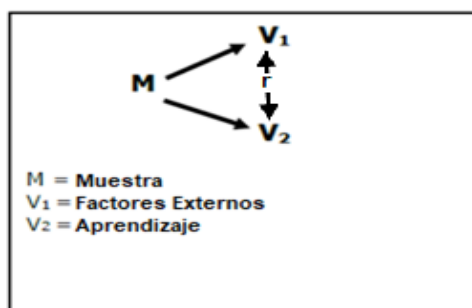 V₁
M
r
V₂
M = Muestra
V₁ = Factores Externos
V₂ = Aprendizaje